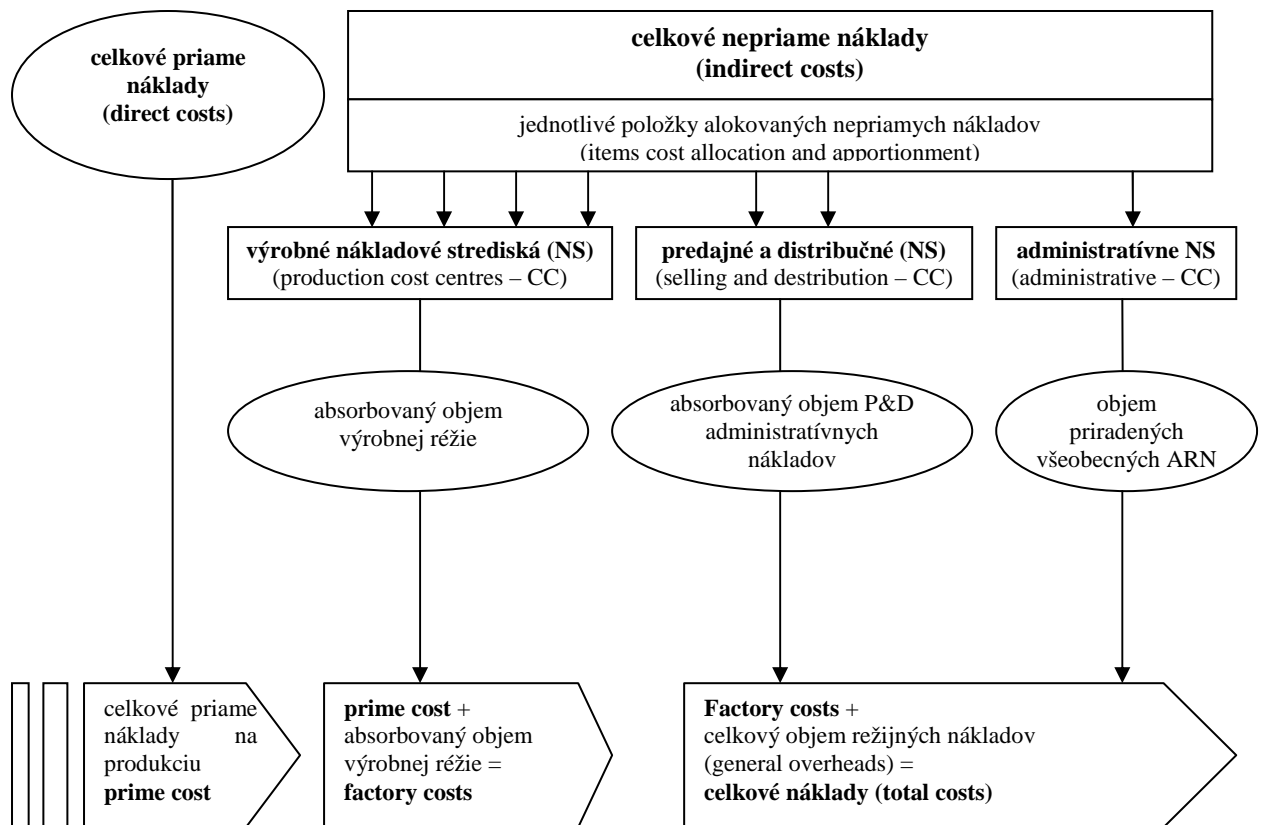 celkové priame
náklady
(direct costs)
celkové nepriame náklady
(indirect costs)
jednotlivé položky alokovaných nepriamych nákladov
(items cost allocation and apportionment)
výrobné nákladové strediská (NS)
(production cost centres – CC)
predajné a distribučné (NS)
(selling and destribution – CC)
administratívne NS
(administrative – CC)
absorbovaný objem
výrobnej réžie
absorbovaný objem P&D
administratívnych
nákladov
objem
priradených
všeobecných ARN
celkové priame
náklady na
produkciu
prime cost
prime cost +
absorbovaný objem
výrobnej réžie =
factory costs
Factory costs +
celkový objem režijných nákladov
(general overheads) =
celkové náklady (total costs)